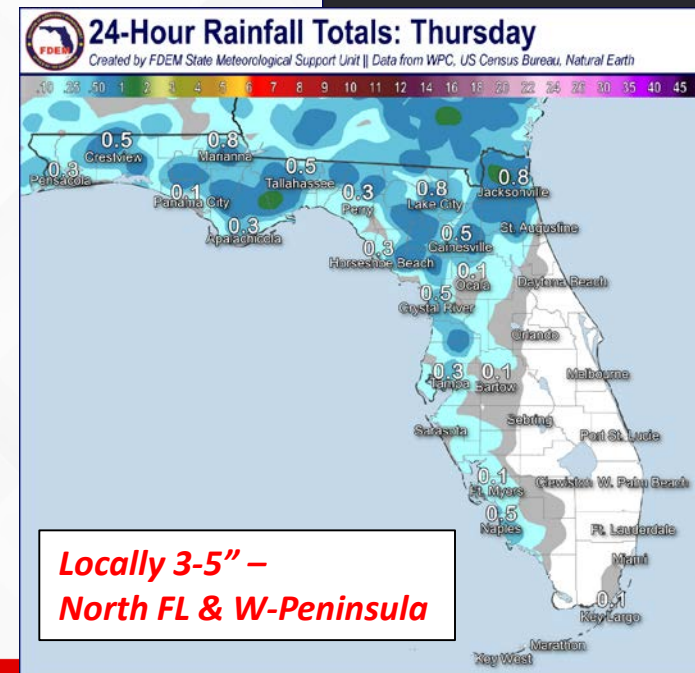 FDEM
24-Hour Rainfall Totals: Thursday
Created by FDEM State Meteorological Support Unit || Data from WPC, US Census Bureau, Natural Earth
.10 .25 .50 1 2 3 4 5 6 7 8 9 10 11 12 14 16 18 20 22 24 26 30 35 40 45
0.5
Crestview
0.8
Marianna
0.3
Pensacola
0.5
Tallahassee
0.1
Panama City
0.3
Apalachicola
0.3
Perry
0.8
Lake City
0.8
Jacksonville
St. Augustine
0.5
Gainesville
0.3
Horseshoe Beach
0.1
Ocala
Daytona Beach
0.5
Crystal River
Orlando
0.3
Tampa
0.1
Bartow
Melbourne
Sarasota
Sebring
Port St. Lucie
0.1
Ft. Myers
Clewiston
W. Palm Beach
0.5
Naples
Ft. Lauderdale
Miami
0.1
Key Largo
Marathon
Key West
Locally 3-5” –
North FL & W-Peninsula